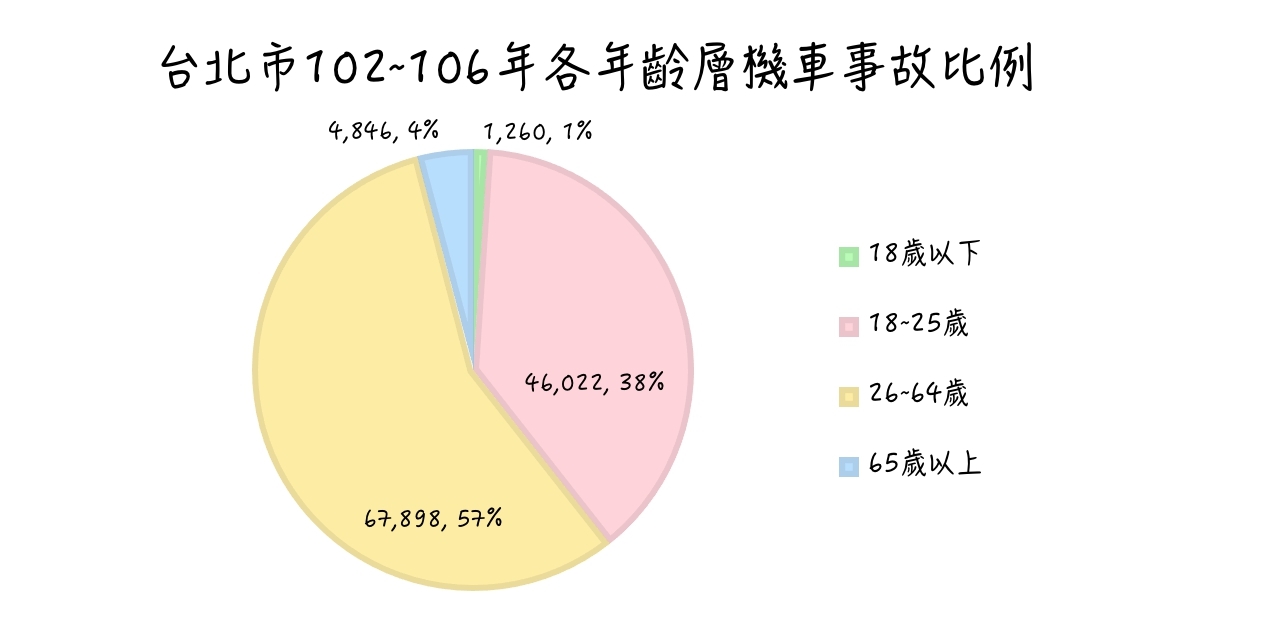 台北市102~106年各年齡層機車事故比例
4,846, 4%
1,260, 1%
46,022, 38%
67,898, 57%
18歲以下
18~25歲
26~64歲
65歲以上